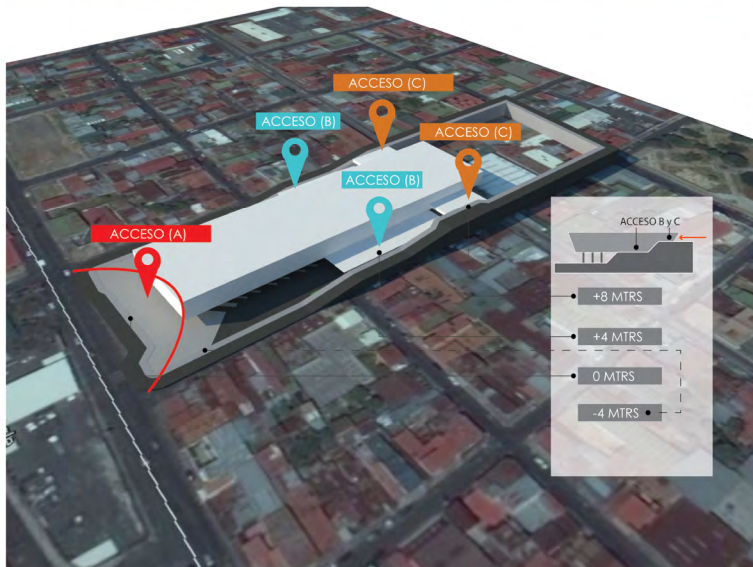 ACCESO (C)
ACCESO (B)
ACCESO (C)
ACCESO (B)
ACCESO (A)
ACCESO B y C
+8 MTRS
+4 MTRS
0 MTRS
-4 MTRS